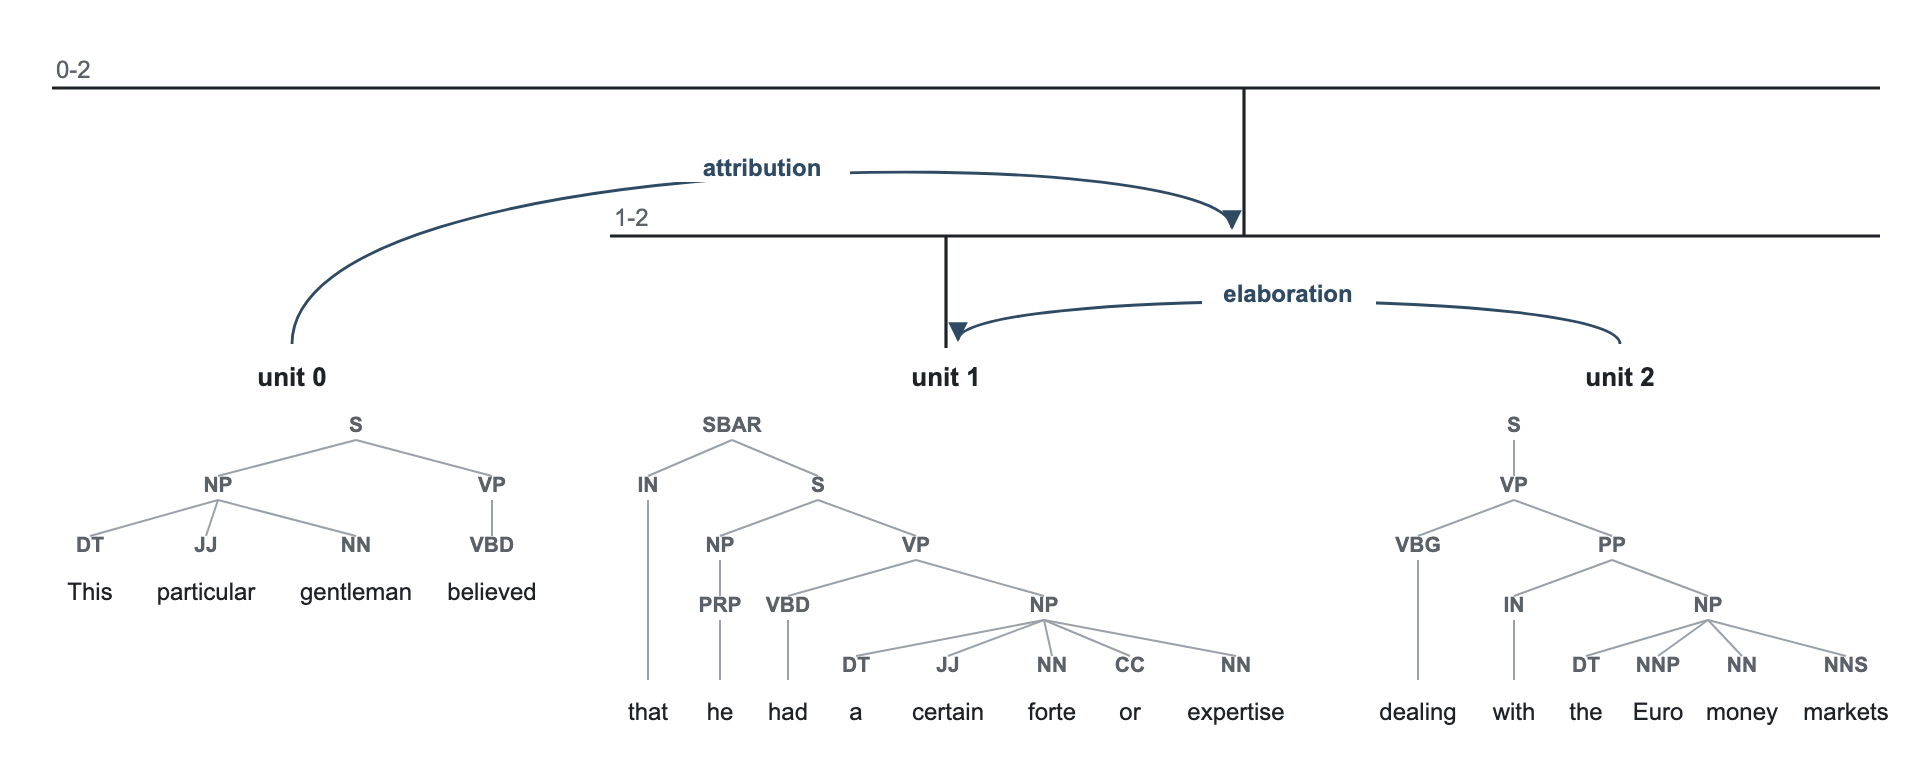 0-2
attribution
1-2
elaboration
unit 0 unit 1 unit 2
S SBAR S
NP VP IN S VP
DT JJ NN VBD NP VP VBG PP
This particular gentleman believed PRP VBD NP IN NP
DT JJ NN CC NN DT NNP NN NNS
that he had a certain forte or expertise dealing with the Euro money markets